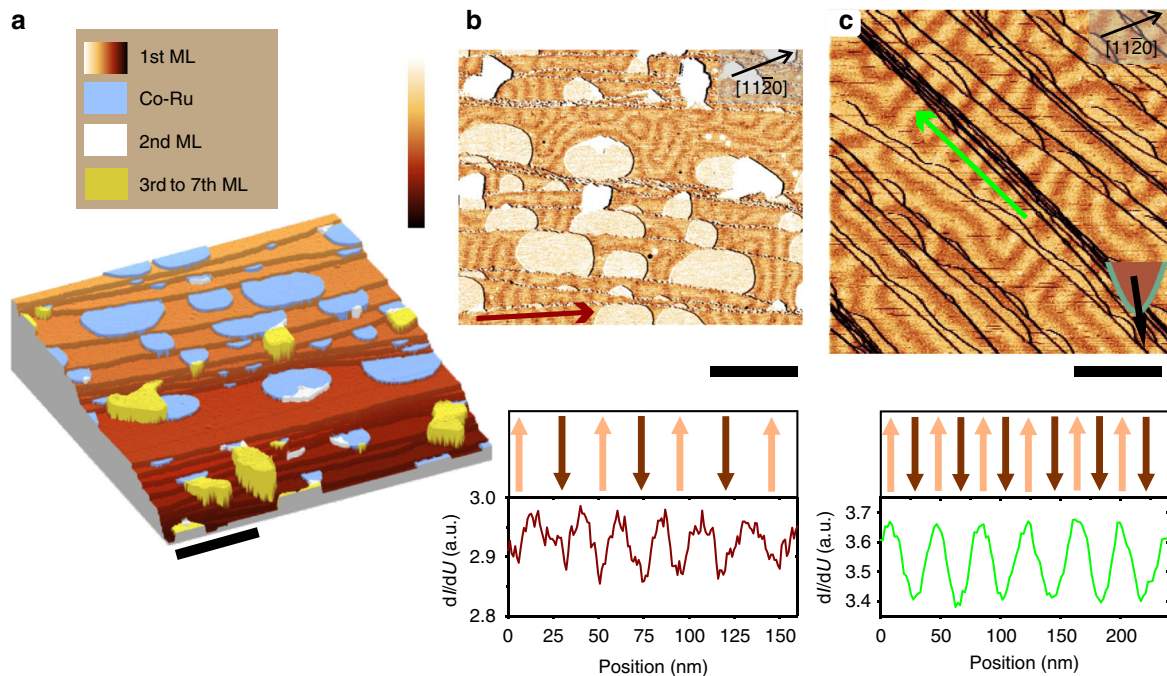 a
1st ML
Co-Ru
2nd ML
3rd to 7th ML
b
[112̄0]
c
[112̄0]
3.0
2.9
2.8
dI/dU (a.u.)
0 25 50 75 100 125 150
Position (nm)
3.7
3.6
3.5
3.4
dI/dU (a.u.)
0 50 100 150 200
Position (nm)